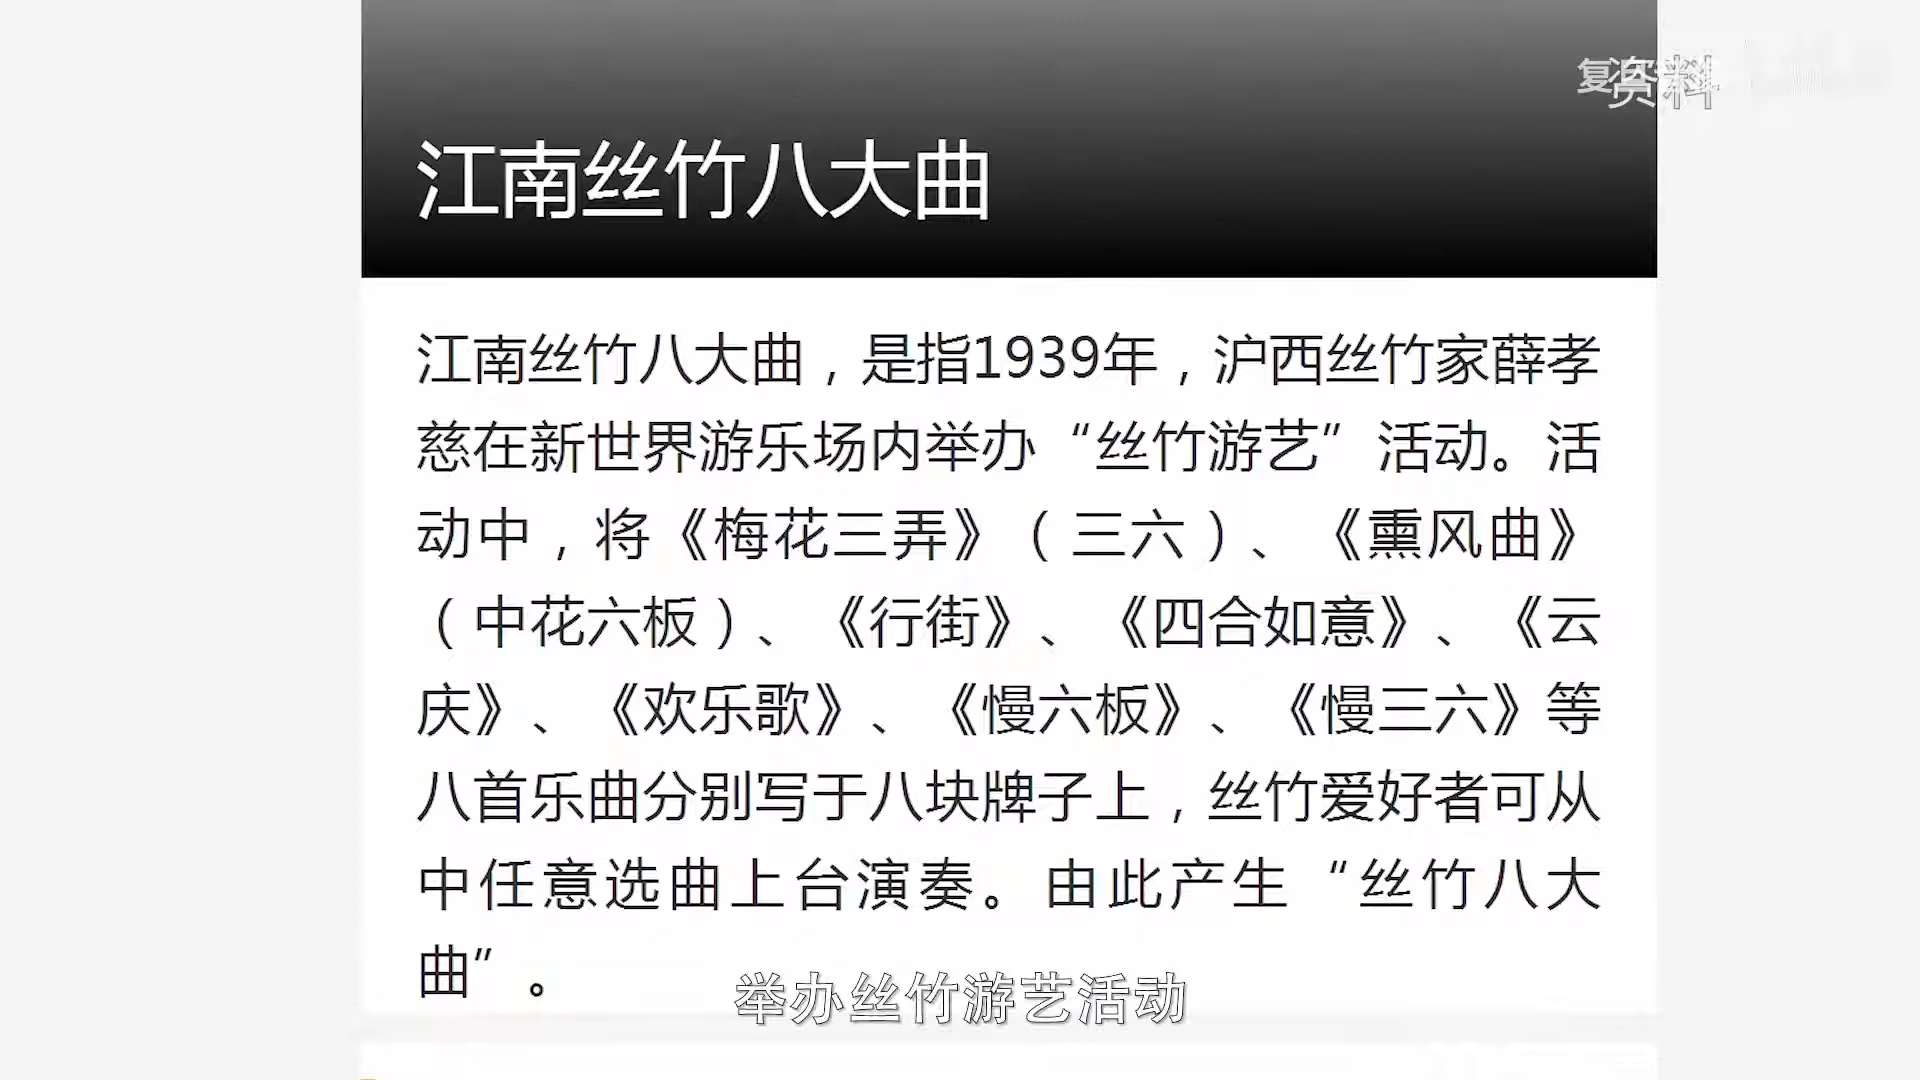 资料
江南丝竹八大曲
江南丝竹八大曲，是指1939年，沪西丝竹家薛孝
慈在新世界游乐场内举办“丝竹游艺”活动。活
动中，将《梅花三弄》（三六）、《熏风曲》
（中花六板）、《行街》、《四合如意》、《云
庆》、《欢乐歌》、《慢六板》、《慢三六》等
八首乐曲分别写于八块牌子上，丝竹爱好者可从
中任意选曲上台演奏。由此产生“丝竹八大
曲”。
举办丝竹游艺活动